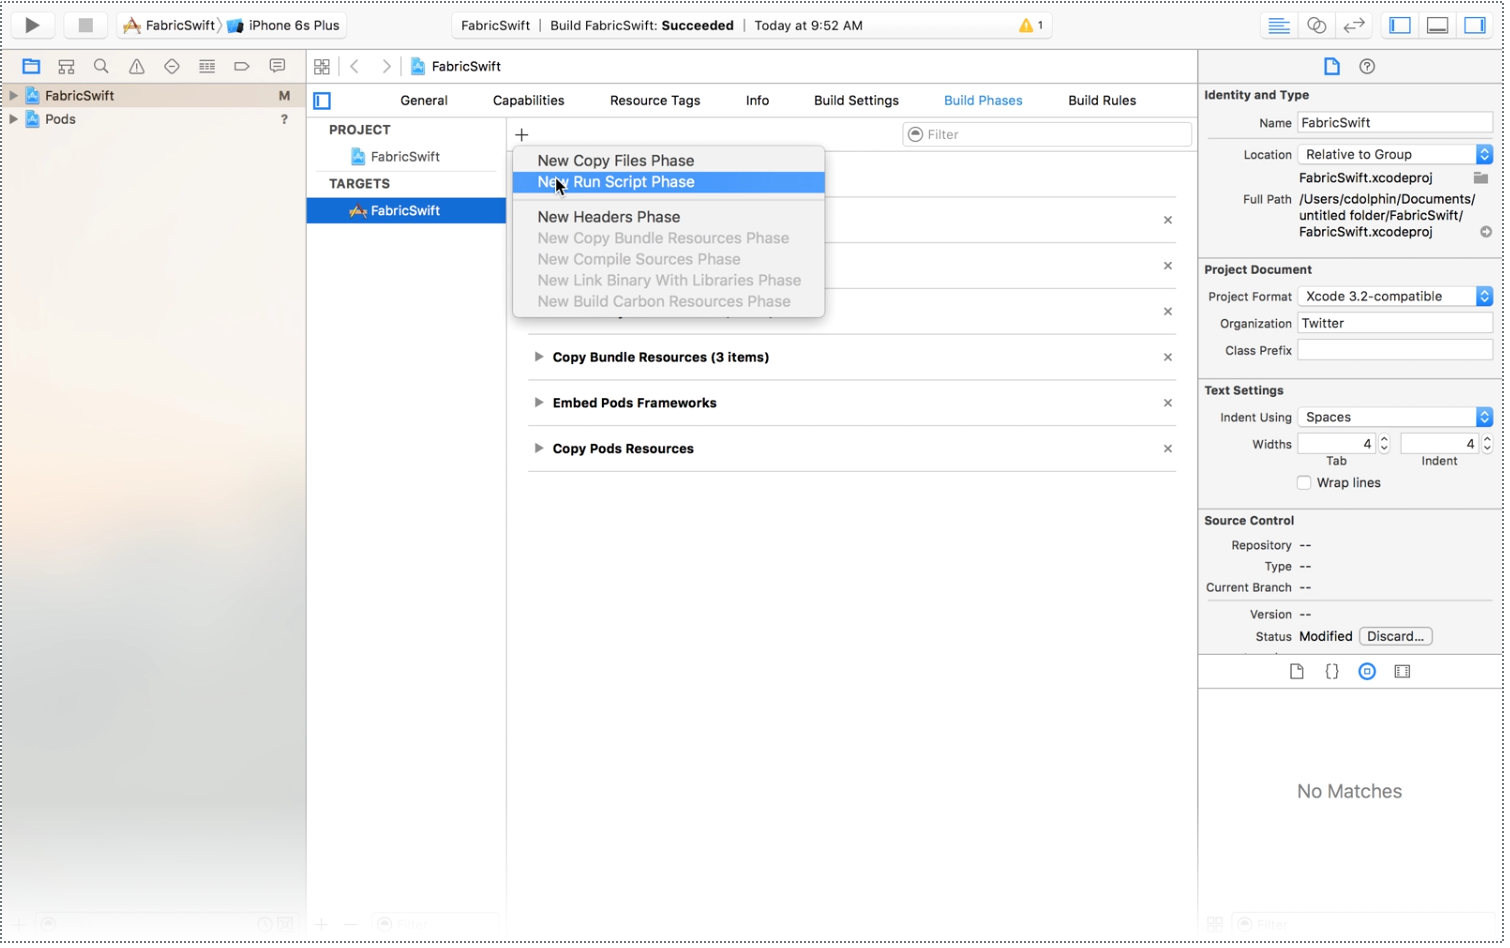 FabricSwift
iPhone 6s Plus
FabricSwift | Build FabricSwift: Succeeded | Today at 9:52 AM
1
FabricSwift
General
Capabilities
Resource Tags
Info
Build Settings
Build Phases
Build Rules
FabricSwift M
Pods ?
PROJECT
FabricSwift
TARGETS
FabricSwift
+
Filter
New Copy Files Phase
New Run Script Phase
New Headers Phase
New Copy Bundle Resources Phase
New Compile Sources Phase
New Link Binary With Libraries Phase
New Build Carbon Resources Phase
Copy Bundle Resources (3 items)
Embed Pods Frameworks
Copy Pods Resources
Filter
Identity and Type
Name FabricSwift
Location Relative to Group
FabricSwift.xcodeproj
Full Path /Users/cdolphin/Documents/
untitled folder/FabricSwift/
FabricSwift.xcodeproj
Project Document
Project Format Xcode 3.2-compatible
Organization Twitter
Class Prefix
Text Settings
Indent Using Spaces
Widths 4 4
Tab Indent
Wrap lines
Source Control
Repository --
Type --
Current Branch --
Version --
Status Modified Discard...
{}
No Matches
Filter